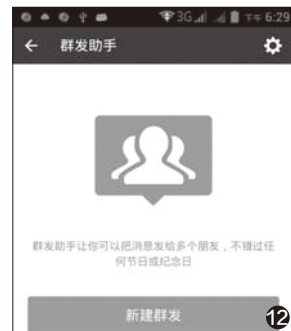 3G 下午6:29
群发助手
群发助手让你可以把消息发给多个朋友，不错过任
何节日或纪念日
新建群发
12